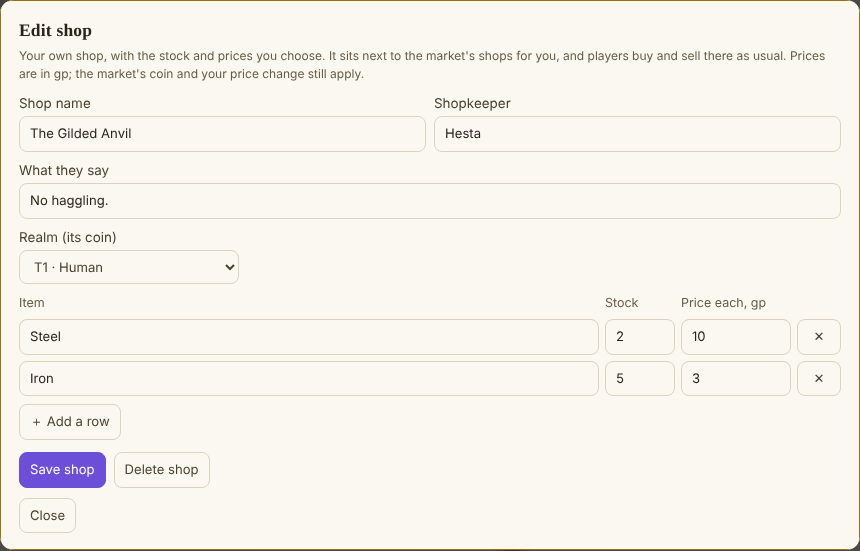 Edit shop
Your own shop, with the stock and prices you choose. It sits next to the market's shops for you, and players buy and sell there as usual. Prices
are in gp; the market's coin and your price change still apply.
Shop name Shopkeeper
The Gilded Anvil Hesta
What they say
No haggling.
Realm (its coin)
T1 · Human
Item Stock Price each, gp
Steel 2 10 ×
Iron 5 3 ×
+ Add a row
Save shop Delete shop
Close